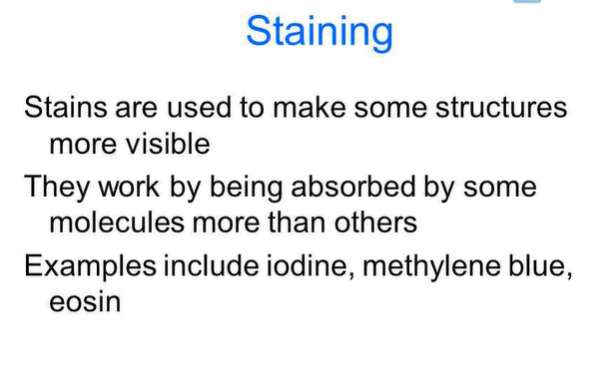 Staining
Stains are used to make some structures
more visible
They work by being absorbed by some
molecules more than others
Examples include iodine, methylene blue,
eosin